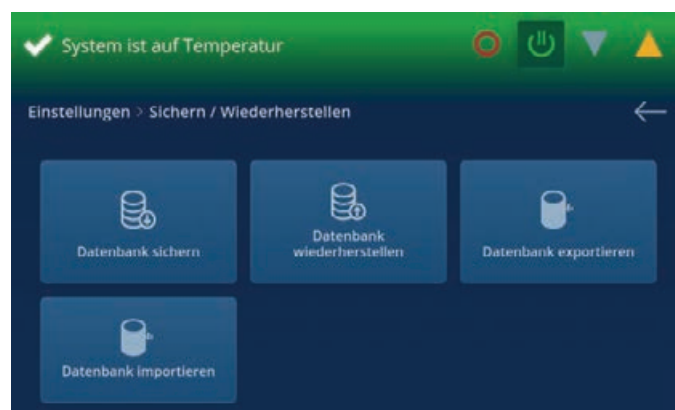 System ist auf Temperatur
Einstellungen > Sichern / Wiederherstellen
Datenbank sichern
Datenbank
wiederherstellen
Datenbank exportieren
Datenbank importieren